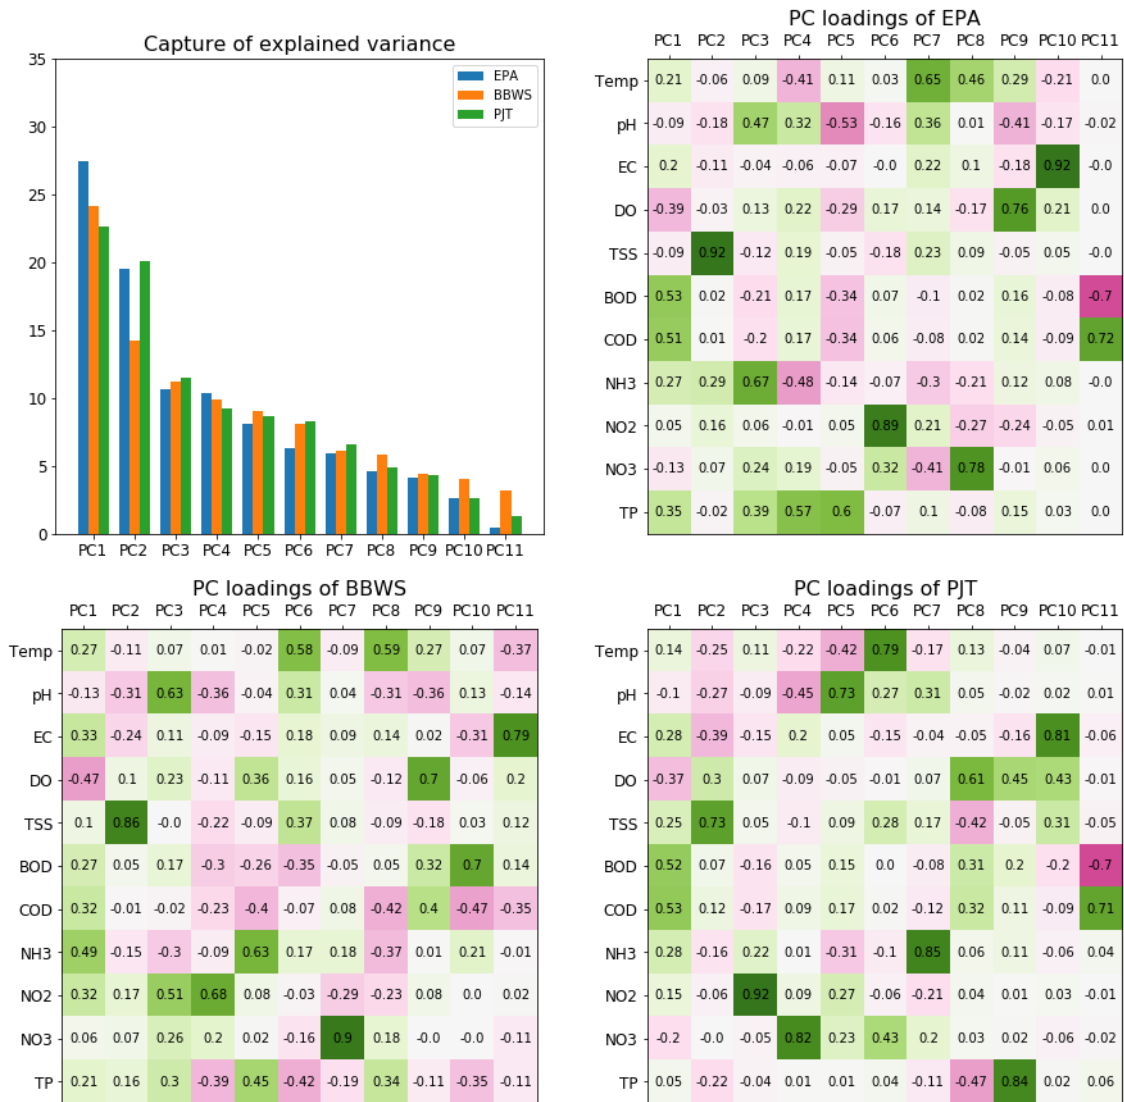 Capture of explained variance
35
30
25
20
15
10
5
0
EPA
BBWS
PJT
PC1 PC2 PC3 PC4 PC5 PC6 PC7 PC8 PC9 PC10 PC11
PC loadings of EPA
PC1 PC2 PC3 PC4 PC5 PC6 PC7 PC8 PC9 PC10 PC11
Temp 0.21 -0.06 0.09 -0.41 0.11 0.03 0.65 0.46 0.29 -0.21 0.0
pH -0.09 -0.18 0.47 0.32 -0.53 -0.16 0.36 0.01 -0.41 -0.17 -0.02
EC 0.2 -0.11 -0.04 -0.06 -0.07 -0.0 0.22 0.1 -0.18 0.92 -0.0
DO -0.39 -0.03 0.13 0.22 -0.29 0.17 0.14 -0.17 0.76 0.21 0.0
TSS -0.09 0.92 -0.12 0.19 -0.05 -0.18 0.23 0.09 -0.05 0.05 -0.0
BOD 0.53 0.02 -0.21 0.17 -0.34 0.07 -0.1 0.02 0.16 -0.08 -0.7
COD 0.51 0.01 -0.2 0.17 -0.34 0.06 -0.08 0.02 0.14 -0.09 0.72
NH3 0.27 0.29 0.67 -0.48 -0.14 -0.07 -0.3 -0.21 0.12 0.08 -0.0
NO2 0.05 0.16 0.06 -0.01 0.05 0.89 0.21 -0.27 -0.24 -0.05 0.01
NO3 -0.13 0.07 0.24 0.19 -0.05 0.32 -0.41 0.78 -0.01 0.06 0.0
TP 0.35 -0.02 0.39 0.57 0.6 -0.07 0.1 -0.08 0.15 0.03 0.0
PC loadings of BBWS
PC1 PC2 PC3 PC4 PC5 PC6 PC7 PC8 PC9 PC10 PC11
Temp 0.27 -0.11 0.07 0.01 -0.02 0.58 -0.09 0.59 0.27 0.07 -0.37
pH -0.13 -0.31 0.63 -0.36 -0.04 0.31 0.04 -0.31 -0.36 0.13 -0.14
EC 0.33 -0.24 0.11 -0.09 -0.15 0.18 0.09 0.14 0.02 -0.31 0.79
DO -0.47 0.1 0.23 -0.11 0.36 0.16 0.05 -0.12 0.7 -0.06 0.2
TSS 0.1 0.86 -0.0 -0.22 -0.09 0.37 0.08 -0.09 -0.18 0.03 0.12
BOD 0.27 0.05 0.17 -0.3 -0.26 -0.35 -0.05 0.05 0.32 0.7 0.14
COD 0.32 -0.01 -0.02 -0.23 -0.4 -0.07 0.08 -0.42 0.4 -0.47 -0.35
NH3 0.49 -0.15 -0.3 -0.09 0.63 0.17 0.18 -0.37 0.01 0.21 -0.01
NO2 0.32 0.17 0.51 0.68 0.08 -0.03 -0.29 -0.23 0.08 0.0 0.02
NO3 0.06 0.07 0.26 0.2 0.02 -0.16 0.9 0.18 -0.0 -0.0 -0.11
TP 0.21 0.16 0.3 -0.39 0.45 -0.42 -0.19 0.34 -0.11 -0.35 -0.11
PC loadings of PJT
PC1 PC2 PC3 PC4 PC5 PC6 PC7 PC8 PC9 PC10 PC11
Temp 0.14 -0.25 0.11 -0.22 -0.42 0.79 -0.17 0.13 -0.04 0.07 -0.01
pH -0.1 -0.27 -0.09 -0.45 0.73 0.27 0.31 0.05 -0.02 0.02 0.01
EC 0.28 -0.39 -0.15 0.2 0.05 -0.15 -0.04 -0.05 -0.16 0.81 -0.06
DO -0.37 0.3 0.07 -0.09 -0.05 -0.01 0.07 0.61 0.45 0.43 -0.01
TSS 0.25 0.73 0.05 -0.1 0.09 0.28 0.17 -0.42 -0.05 0.31 -0.05
BOD 0.52 0.07 -0.16 0.05 0.15 0.0 -0.08 0.31 0.2 -0.2 -0.7
COD 0.53 0.12 -0.17 0.09 0.17 0.02 -0.12 0.32 0.11 -0.09 0.71
NH3 0.28 -0.16 0.22 0.01 -0.31 -0.1 0.85 0.06 0.11 -0.06 0.04
NO2 0.15 -0.06 0.92 0.09 0.27 -0.06 -0.21 0.04 0.01 0.03 -0.01
NO3 -0.2 -0.0 -0.05 0.82 0.23 0.43 0.2 0.03 0.02 -0.06 -0.02
TP 0.05 -0.22 -0.04 0.01 0.01 0.04 -0.11 -0.47 0.84 0.02 0.06